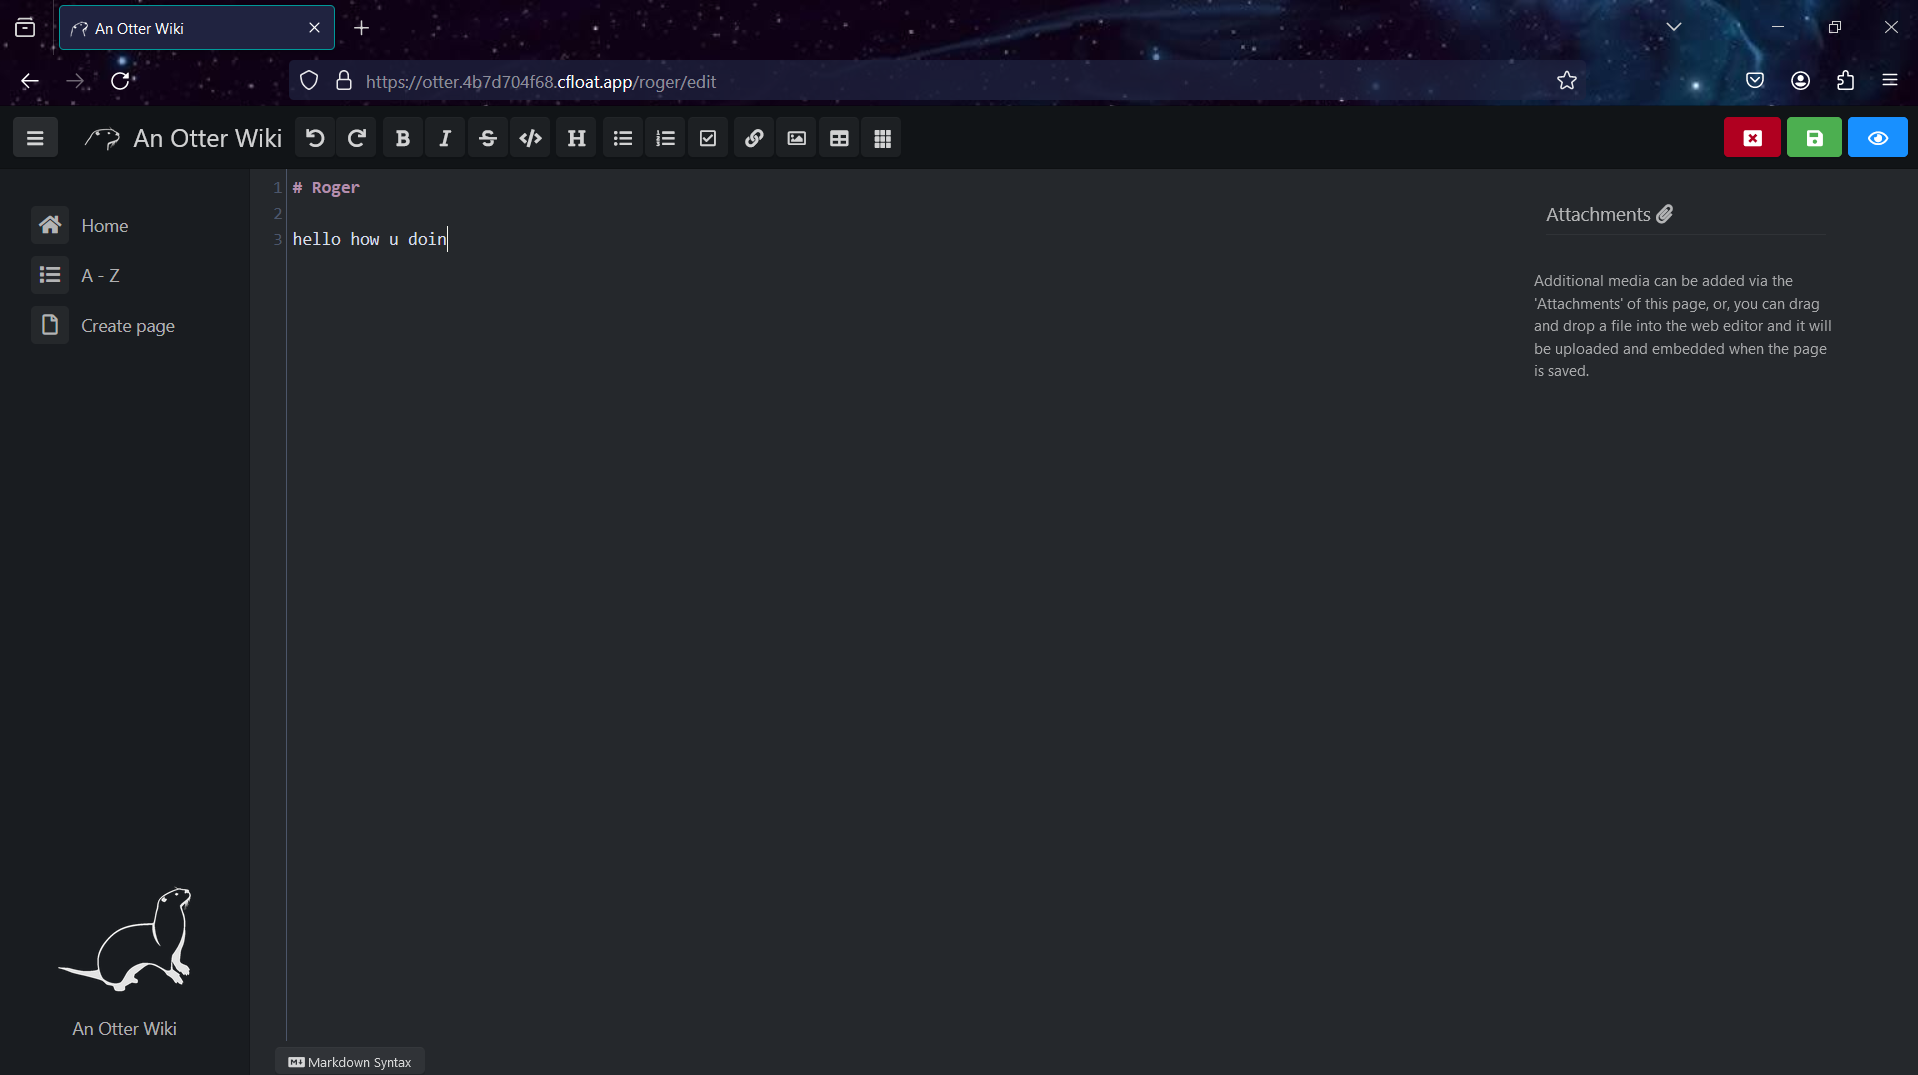 An Otter Wiki
https://otter.4b7d704f68.cfloat.app/roger/edit
An Otter Wiki
B I S </> H
Home
A - Z
Create page
1 # Roger
2
3 hello how u doin
Attachments
Additional media can be added via the
'Attachments' of this page, or, you can drag
and drop a file into the web editor and it will
be uploaded and embedded when the page
is saved.
An Otter Wiki
M Markdown Syntax